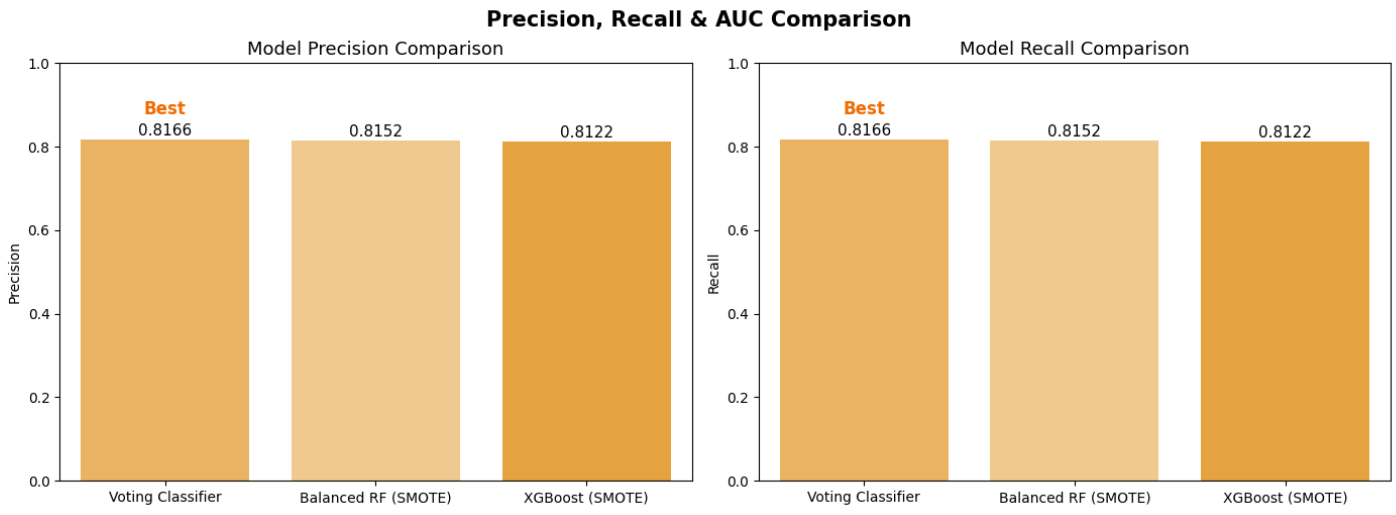 Precision, Recall & AUC Comparison
Model Precision Comparison
1.0
0.8
0.6
0.4
0.2
0.0
Precision
Best
0.8166
0.8152
0.8122
Voting Classifier
Balanced RF (SMOTE)
XGBoost (SMOTE)
Model Recall Comparison
1.0
0.8
0.6
0.4
0.2
0.0
Recall
Best
0.8166
0.8152
0.8122
Voting Classifier
Balanced RF (SMOTE)
XGBoost (SMOTE)